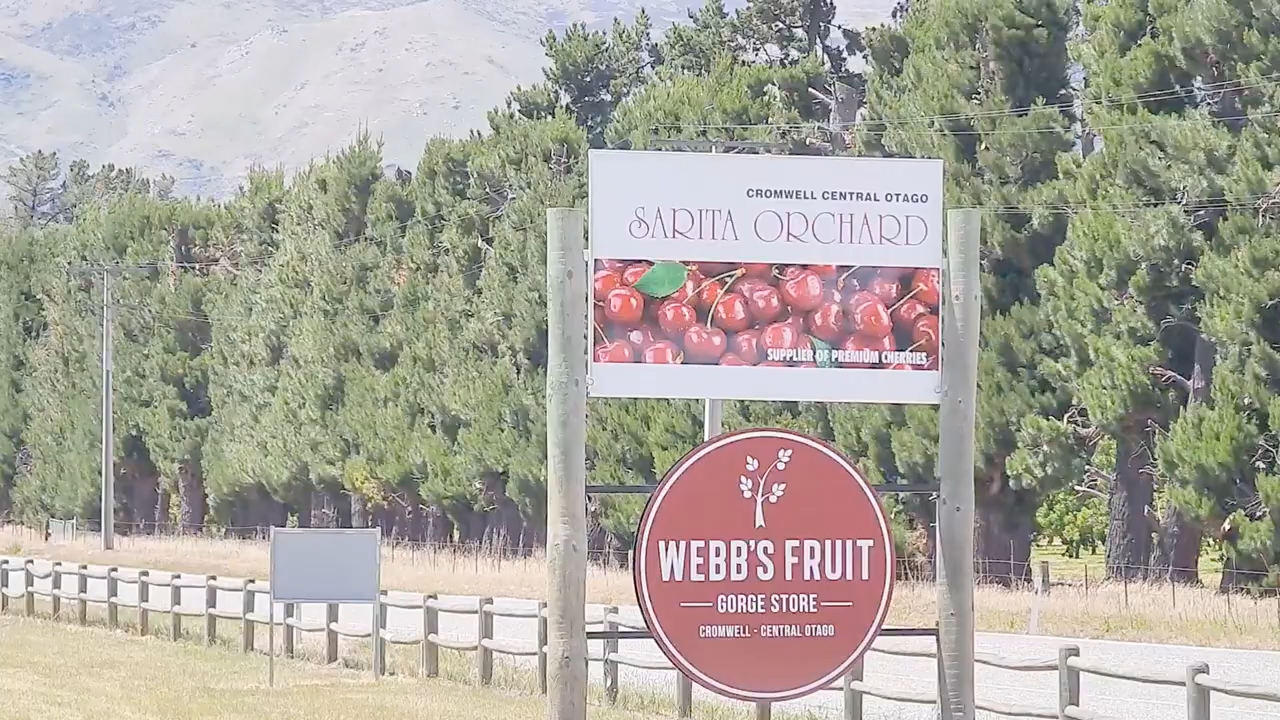 CROMWELL CENTRAL OTAGO
SARITA ORCHARD
SUPPLIER OF PREMIUM CHERRIES
WEBB'S FRUIT
GORGE STORE
CROMWELL - CENTRAL OTAGO